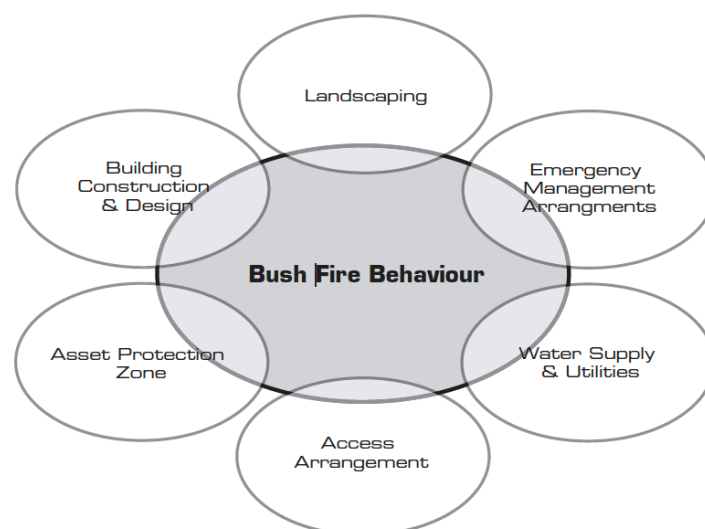 Landscaping
Building
Construction
& Design
Emergency
Management
Arrangments
Bush Fire Behaviour
Asset Protection
Zone
Water Supply
& Utilities
Access
Arrangement